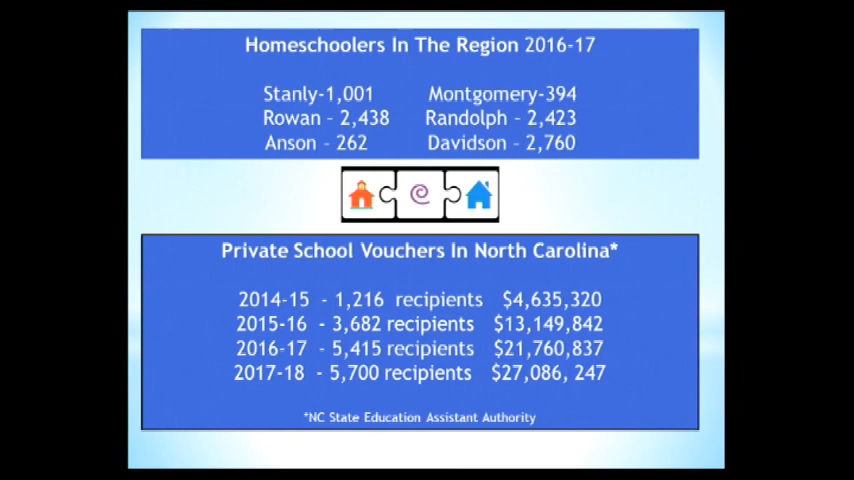 Homeschoolers In The Region 2016-17
Stanly-1,001 Montgomery-394
Rowan - 2,438 Randolph - 2,423
Anson - 262 Davidson - 2,760
Private School Vouchers In North Carolina*
2014-15 - 1,216 recipients $4,635,320
2015-16 - 3,682 recipients $13,149,842
2016-17 - 5,415 recipients $21,760,837
2017-18 - 5,700 recipients $27,086, 247
*NC State Education Assistant Authority